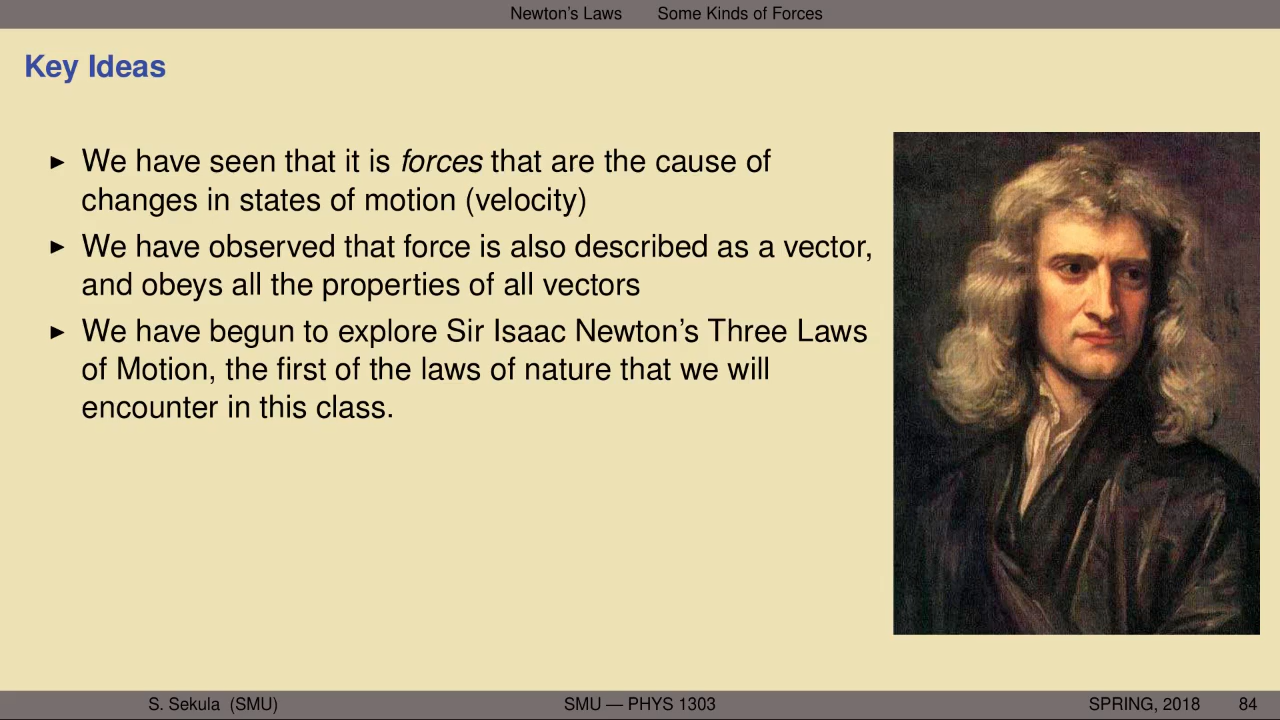 Newton's Laws Some Kinds of Forces
Key Ideas
► We have seen that it is forces that are the cause of
changes in states of motion (velocity)
► We have observed that force is also described as a vector,
and obeys all the properties of all vectors
► We have begun to explore Sir Isaac Newton's Three Laws
of Motion, the first of the laws of nature that we will
encounter in this class.
S. Sekula (SMU) SMU — PHYS 1303 SPRING, 2018 84